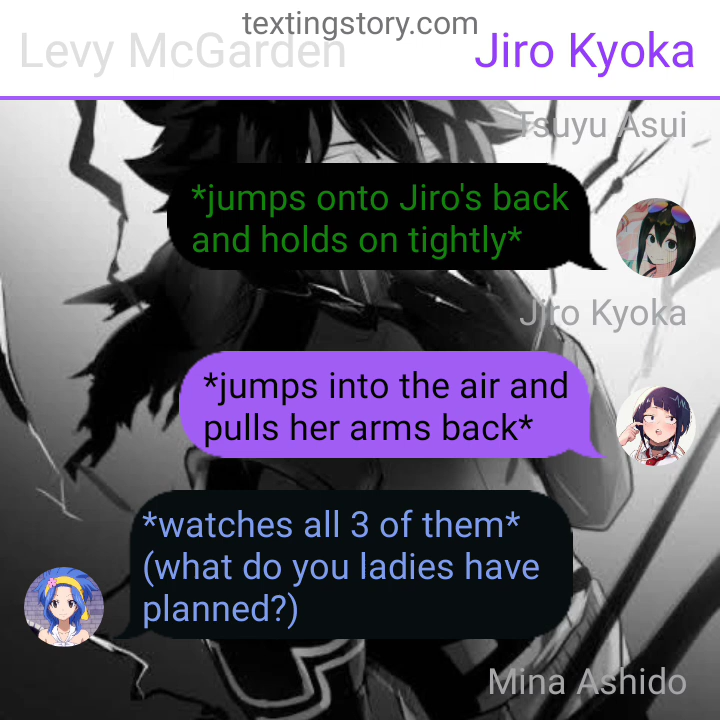 textingstory.com
Levy McGarden
Jiro Kyoka
Tsuyu Asui
*jumps onto Jiro's back
and holds on tightly*
Jiro Kyoka
*jumps into the air and
pulls her arms back*
*watches all 3 of them*
(what do you ladies have
planned?)
Mina Ashido